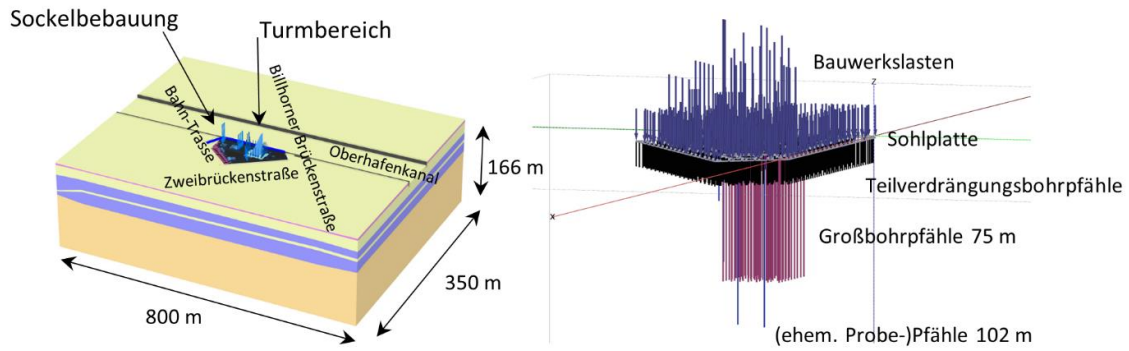 Sockelbebauung
Turmbereich
Bahn-Trasse
Billhorner Brückenstraße
Oberhafenkanal
Zweibrückenstraße
166 m
350 m
800 m
Bauwerkslasten
z
Sohlplatte
Teilverdrängungsbohrpfähle
x
Großbohrpfähle 75 m
(ehem. Probe-)Pfähle 102 m